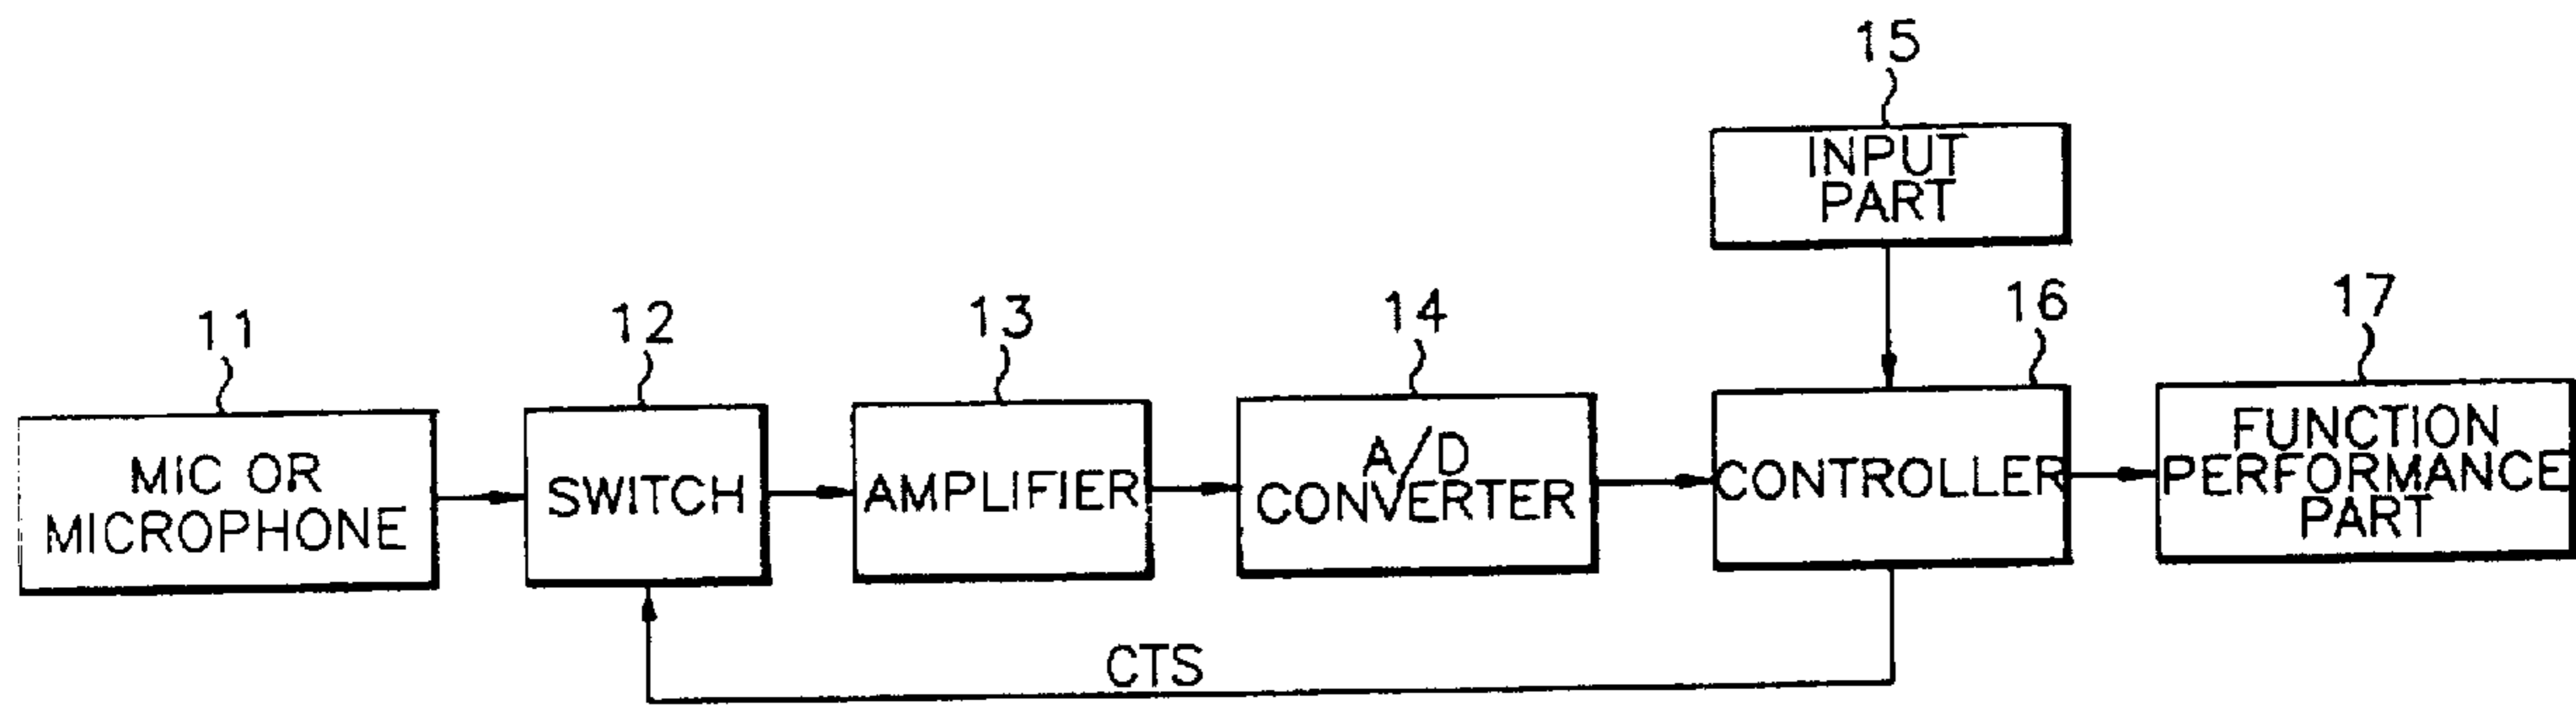 15
INPUT
PART
11
12
13
14
16
17
MIC OR
MICROPHONE
SWITCH
AMPLIFIER
A/D
CONVERTER
CONTROLLER
FUNCTION
PERFORMANCE
PART
CTS